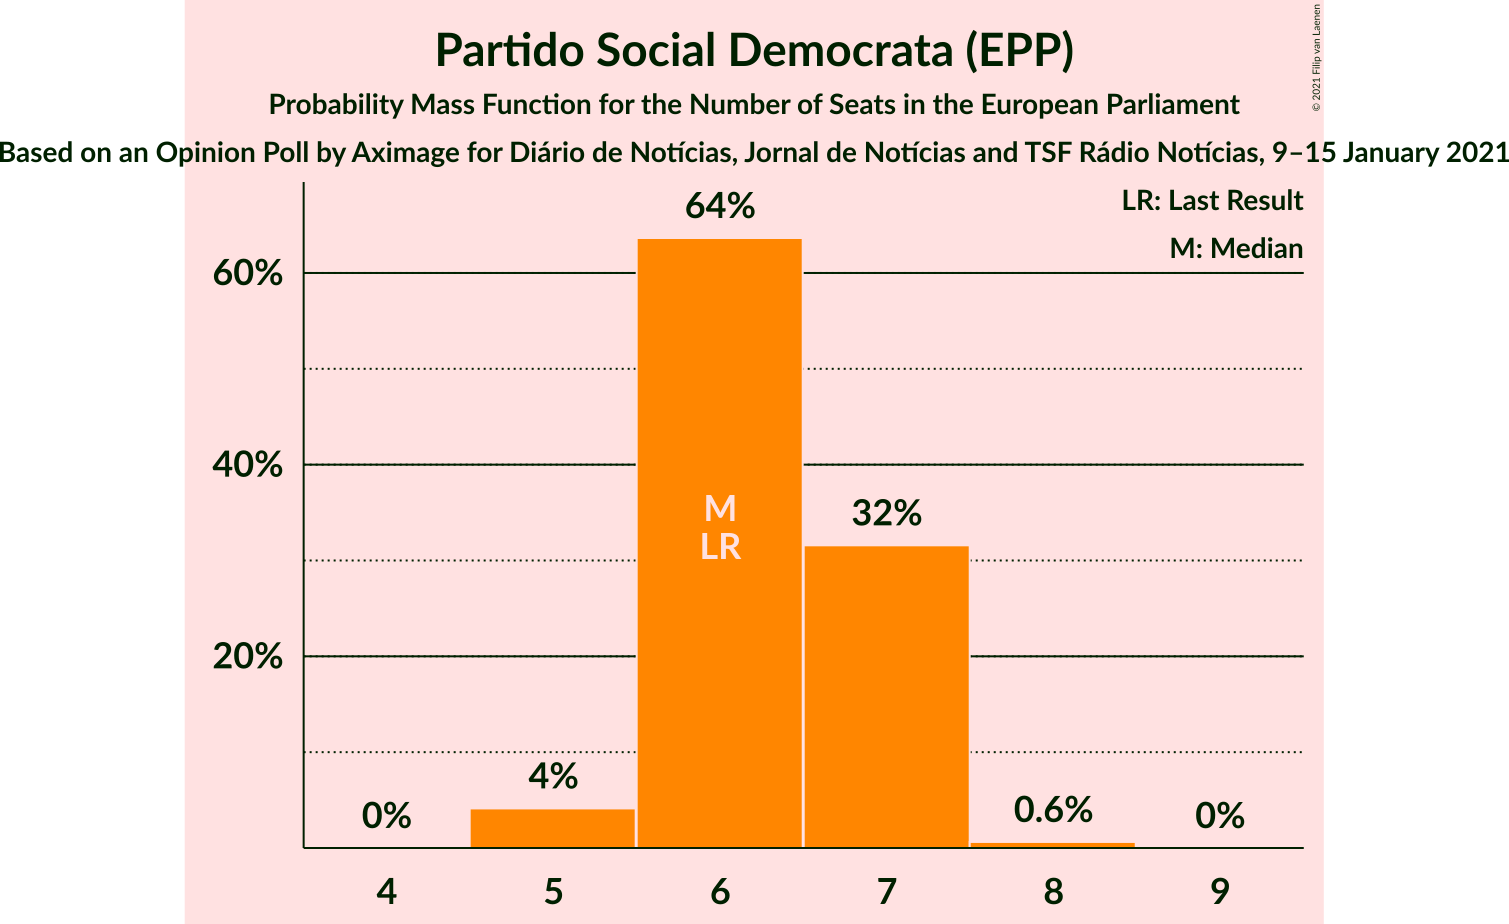 Partido Social Democrata (EPP)
Probability Mass Function for the Number of Seats in the European Parliament
Based on an Opinion Poll by Aximage for Diário de Notícias, Jornal de Notícias and TSF Rádio Notícias, 9–15 January 2021
© 2021 Filip van Laenen
LR: Last Result
M: Median
64%
60%
40%
M
LR
32%
20%
0%
4%
0.6%
0%
4 5 6 7 8 9